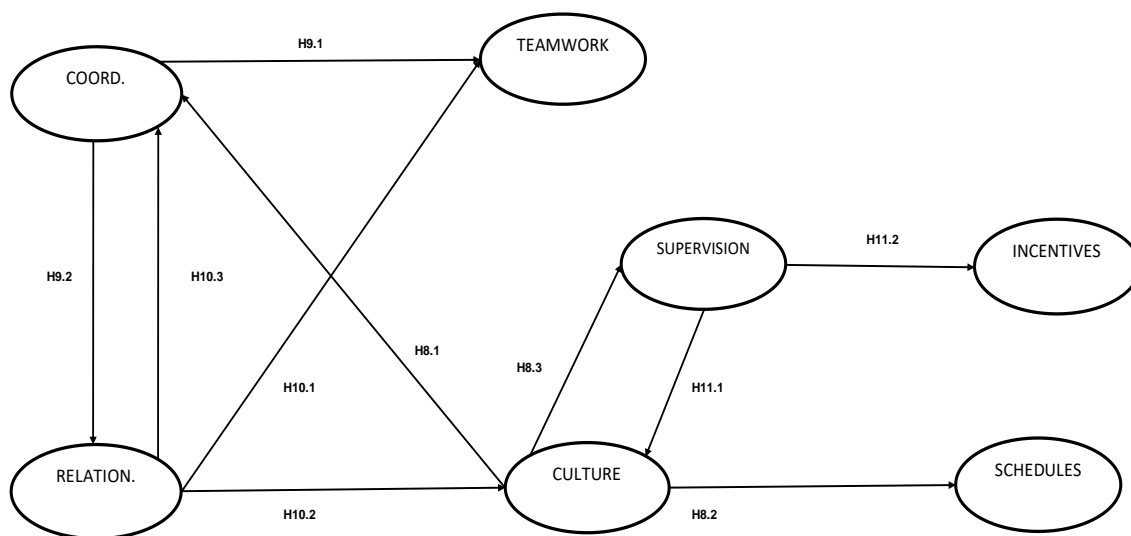 H9.1
TEAMWORK
COORD.
SUPERVISION
H11.2
INCENTIVES
H9.2
H10.3
H8.1
H8.3
H10.1
H11.1
RELATION.
CULTURE
SCHEDULES
H10.2
H8.2